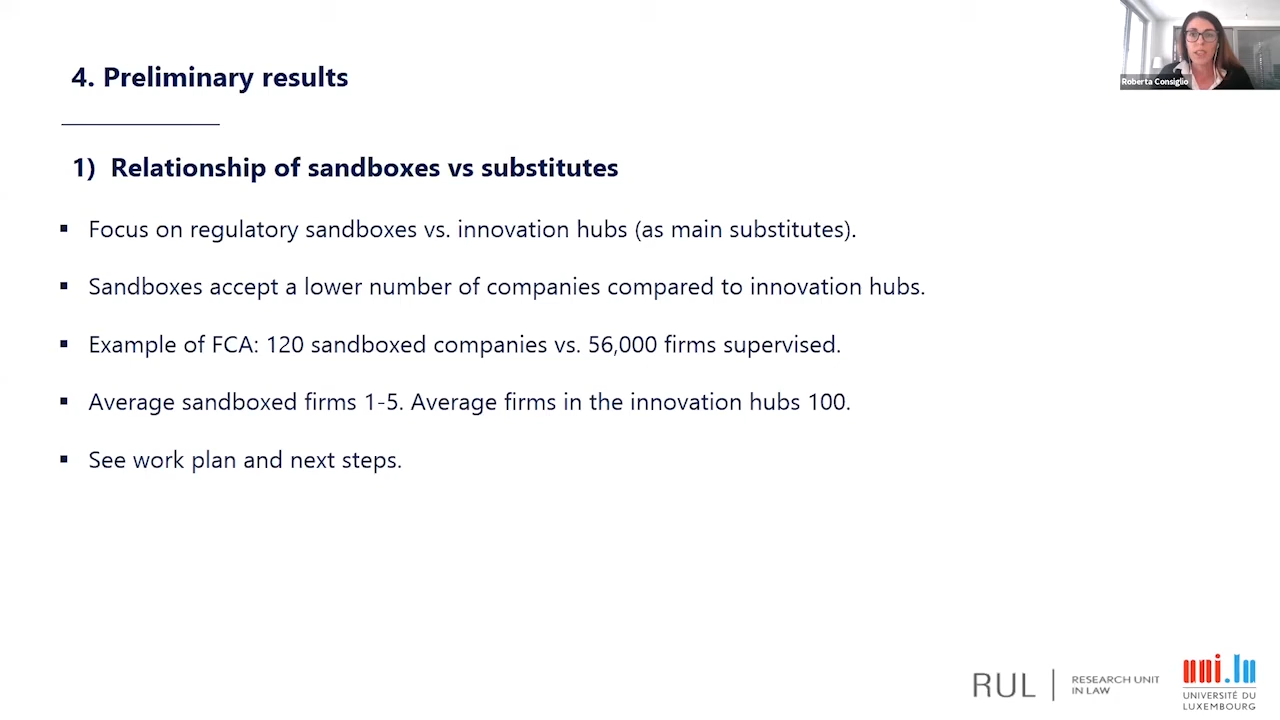 Roberta Consiglio
4. Preliminary results
1) Relationship of sandboxes vs substitutes
▪ Focus on regulatory sandboxes vs. innovation hubs (as main substitutes).
▪ Sandboxes accept a lower number of companies compared to innovation hubs.
▪ Example of FCA: 120 sandboxed companies vs. 56,000 firms supervised.
▪ Average sandboxed firms 1-5. Average firms in the innovation hubs 100.
▪ See work plan and next steps.
RUL
RESEARCH UNIT
IN LAW
uni.lu
UNIVERSITÉ DU
LUXEMBOURG